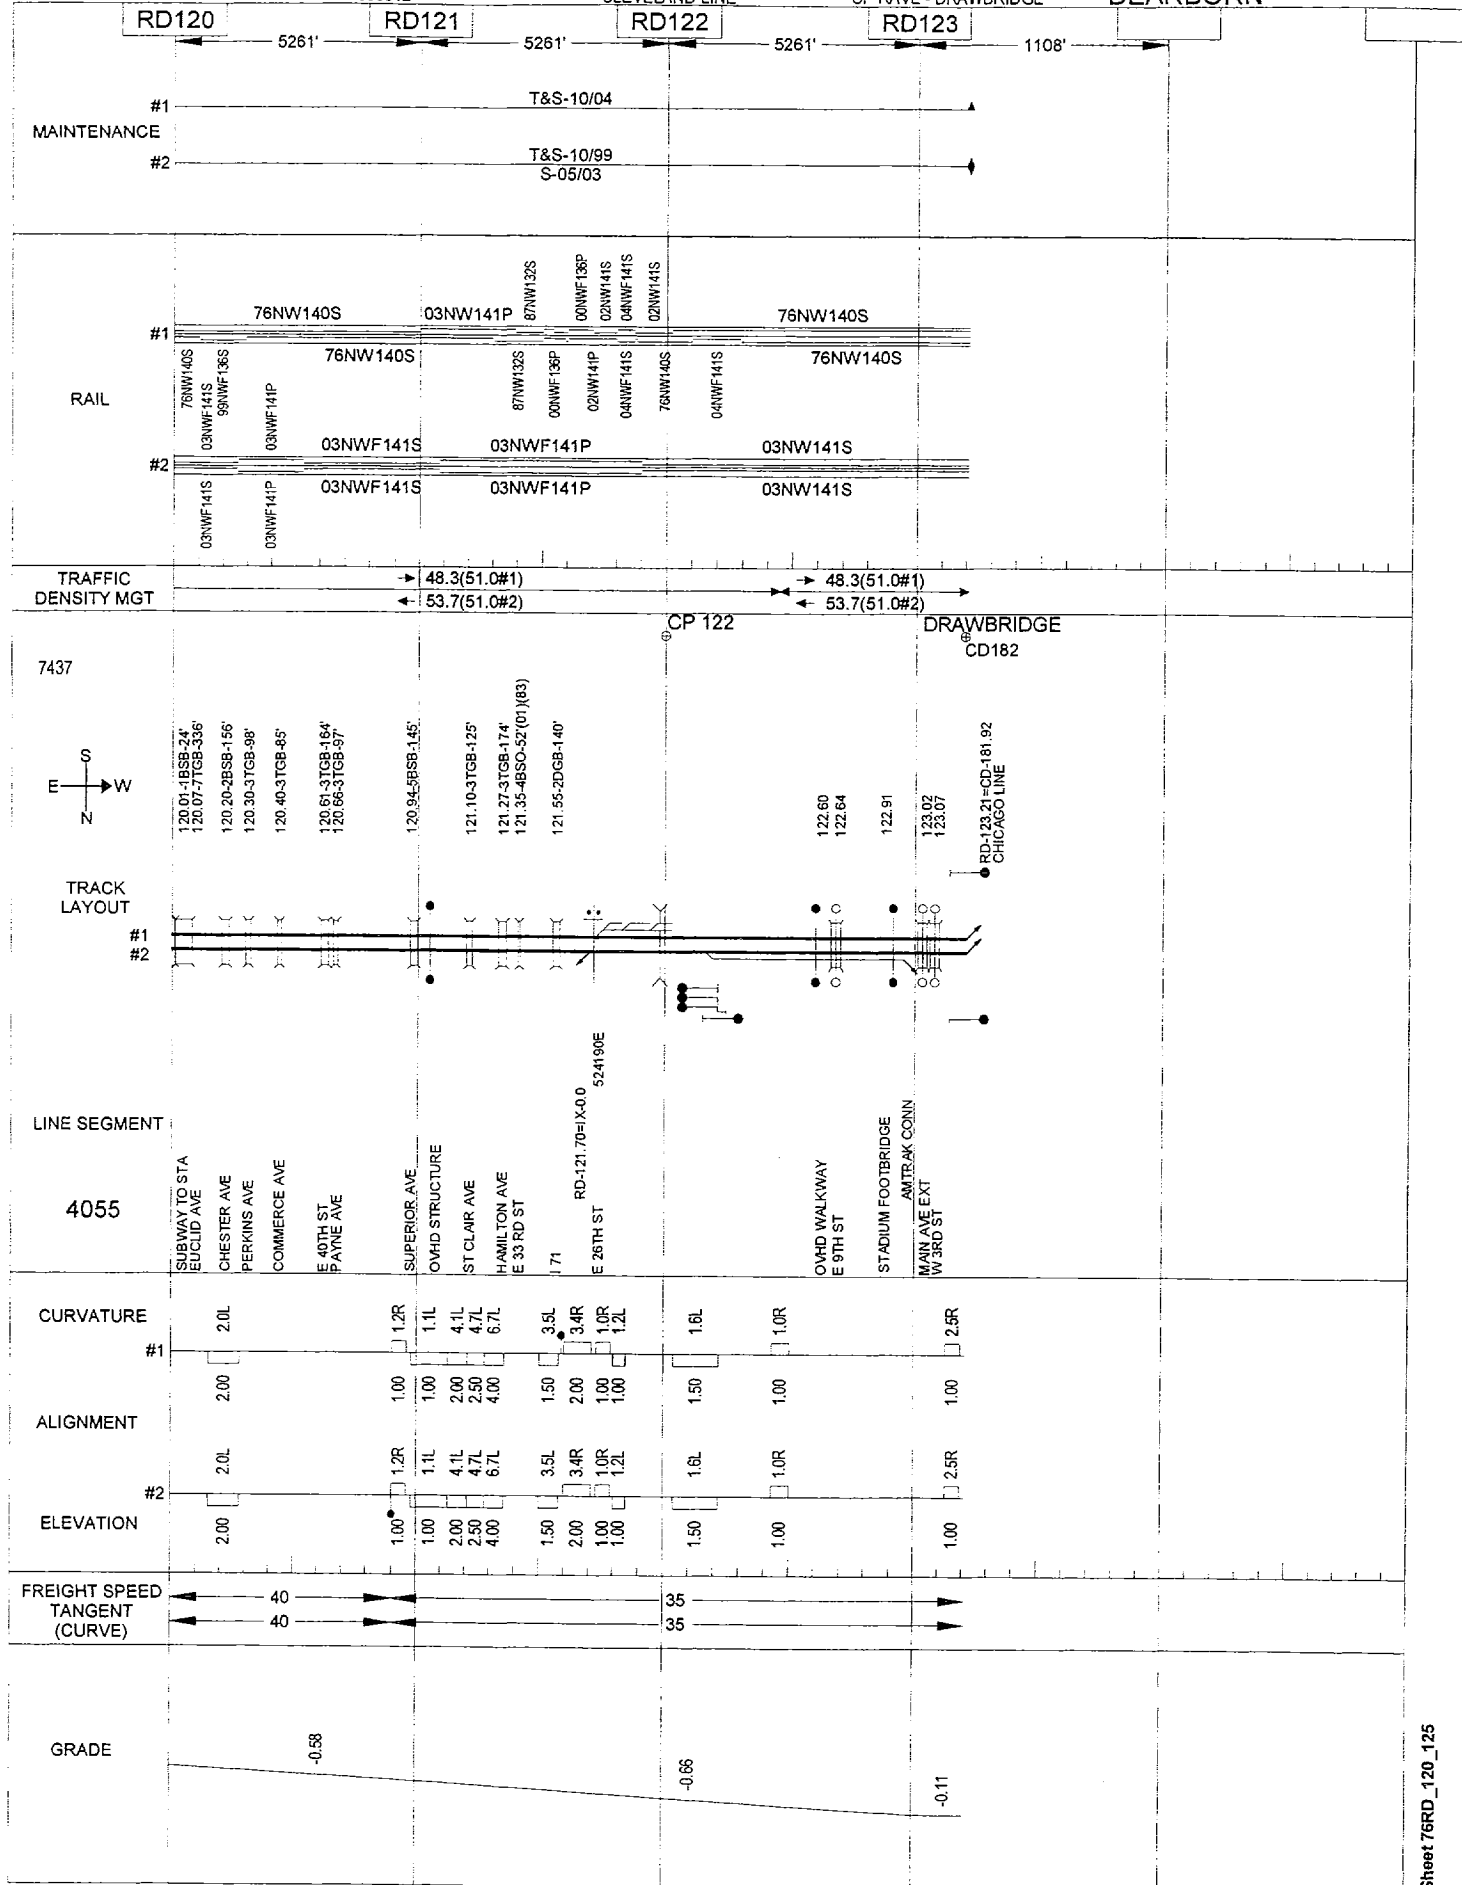 CLEVELAND LINE
DEARBORN
RD120
RD121
RD122
RD123
5261'
5261'
5261'
1108'
MAINTENANCE
#1
T&S-10/04
#2
T&S-10/99
S-05/03
RAIL
87NW132S
00NWF136P
02NW141S
04NWF141S
02NW141S
#1
76NW140S
03NW141P
76NW140S
76NW140S
76NW140S
76NW140S
03NWF141S
99NWF136S
03NWF141P
87NW132S
00NWF136P
02NW141P
04NWF141S
76NW140S
04NWF141S
#2
03NWF141S
03NWF141P
03NW141S
03NWF141S
03NWF141P
03NW141S
03NWF141S
03NWF141P
TRAFFIC
DENSITY MGT
48.3(51.0#1)
48.3(51.0#1)
53.7(51.0#2)
53.7(51.0#2)
CP 122
DRAWBRIDGE
CD182
7437
S
E W
N
120.01-1BSB-24'
120.07-7TGB-336'
120.20-2BSB-156'
120.30-3TGB-98'
120.40-3TGB-85'
120.61-3TGB-164'
120.66-3TGB-97'
120.94-5BSB-145'
121.10-3TGB-125'
121.27-3TGB-174'
121.35-4BSO-52'(01)(83)
121.55-2DGB-140'
122.60
122.64
122.91
123.02
123.07
RD-123.21=CD-181.92
CHICAGO LINE
TRACK
LAYOUT
#1
#2
LINE SEGMENT
4055
SUBWAY TO STA
EUCLID AVE
CHESTER AVE
PERKINS AVE
COMMERCE AVE
E 40TH ST
PAYNE AVE
SUPERIOR AVE
OVHD STRUCTURE
ST CLAIR AVE
HAMILTON AVE
E 33 RD ST
I 71
RD-121.70=IX-0.0
E 26TH ST
524190E
OVHD WALKWAY
E 9TH ST
STADIUM FOOTBRIDGE
AMTRAK CONN
MAIN AVE EXT
W 3RD ST
CURVATURE
#1
2.0L
1.2R
1.1L
4.1L
4.7L
6.7L
3.5L
3.4R
1.0R
1.2L
1.6L
1.0R
2.5R
2.00
1.00
1.00
2.00
2.50
4.00
1.50
2.00
1.00
1.00
1.50
1.00
1.00
ALIGNMENT
#2
2.0L
1.2R
1.1L
4.1L
4.7L
6.7L
3.5L
3.4R
1.0R
1.2L
1.6L
1.0R
2.5R
ELEVATION
2.00
1.00
1.00
2.00
2.50
4.00
1.50
2.00
1.00
1.00
1.50
1.00
1.00
FREIGHT SPEED
TANGENT
(CURVE)
40
35
40
35
GRADE
-0.58
-0.66
-0.11
Sheet 76RD_120_125